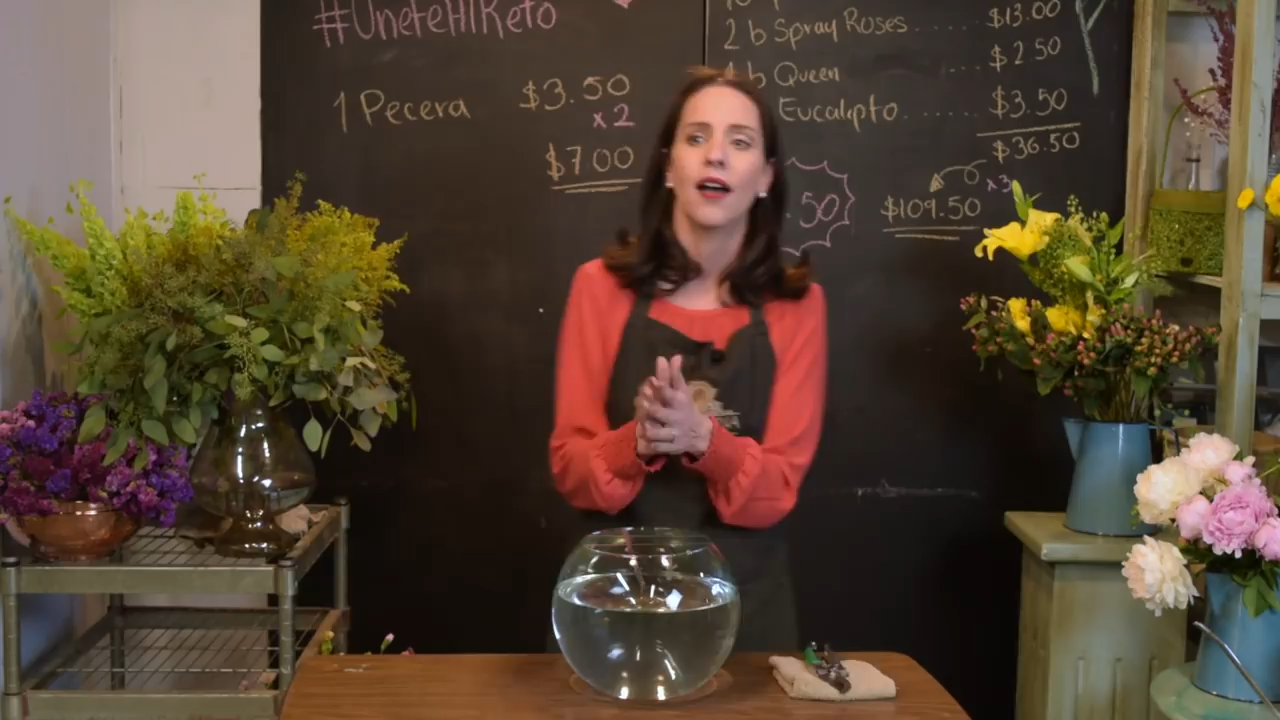 #UneteAlReto
1 Pecera $3.50
x2
$7.00
2 b Spray Roses..... $13.00
b Queen .... $2.50
Eucalipto...... $3.50
$36.50
x3
.50
$109.50